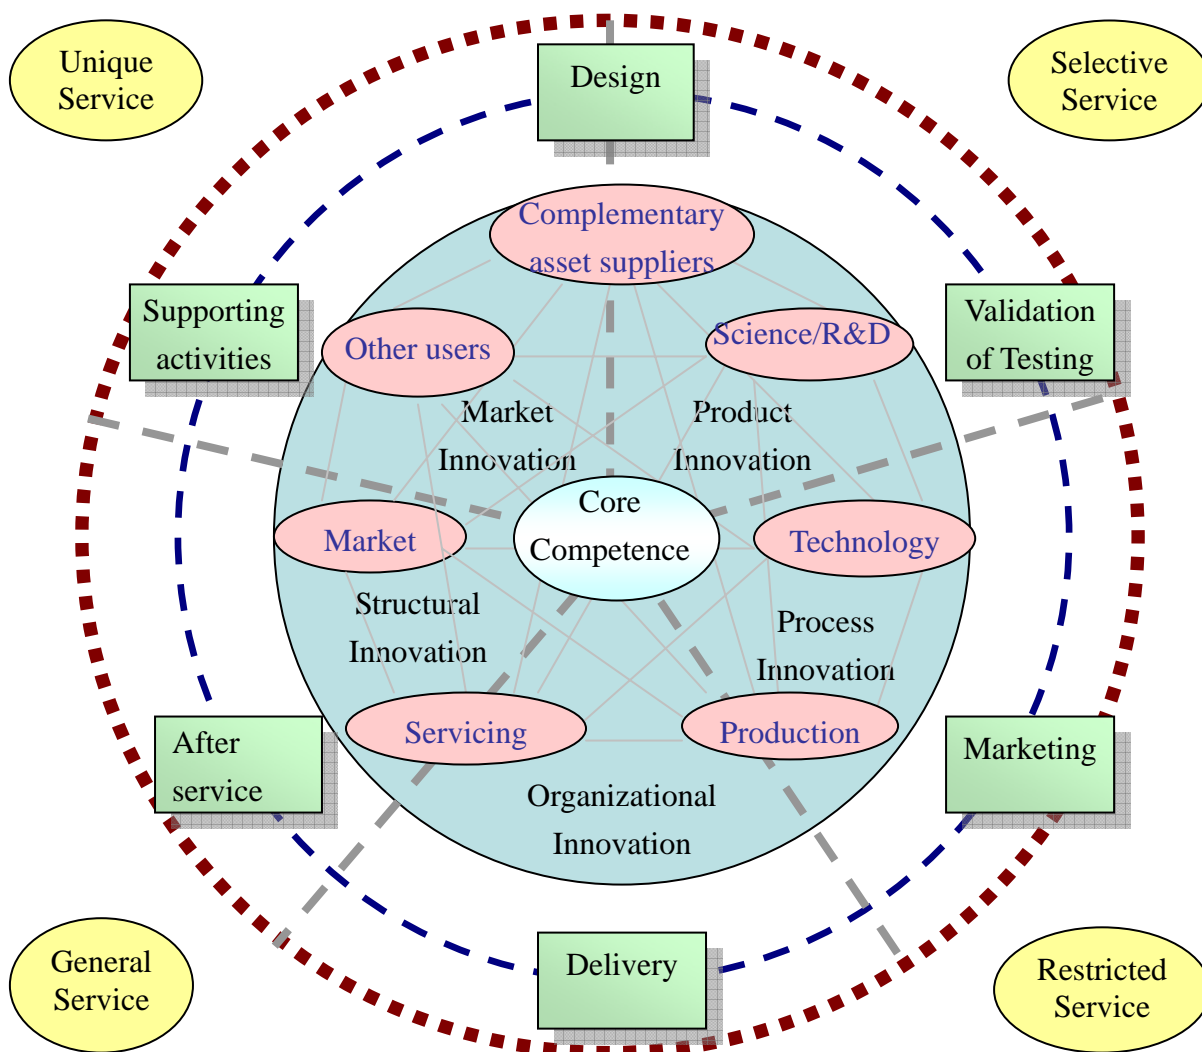 Unique
Service
Design
Selective
Service
Complementary
asset suppliers
Supporting
activities
Other users
Science/R&D
Validation
of Testing
Market
Innovation
Product
Innovation
Core
Competence
Market
Technology
Structural
Innovation
Process
Innovation
Servicing
Production
After
service
Marketing
Organizational
Innovation
General
Service
Delivery
Restricted
Service